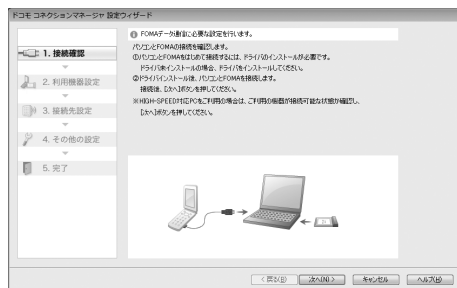 ドコモ コネクションマネージャ 設定ウィザード
1. 接続確認
2. 利用機器設定
3. 接続先設定
4. その他の設定
5. 完了
FOMAデータ通信に必要な設定を行います。
パソコンとFOMAの接続を確認します。
①パソコンとFOMAをはじめて接続するには、ドライバのインストールが必要です。
ドライバ未インストールの場合、ドライバをインストールしてください。
②ドライバインストール後、パソコンとFOMAを接続します。
接続後、[次へ]ボタンを押してください。
※HIGH-SPEED対応PCをご利用の場合は、ご利用の機器が接続可能な状態か確認し、
[次へ]ボタンを押してください。
< 戻る(B) 次へ(N) > キャンセル ヘルプ(H)